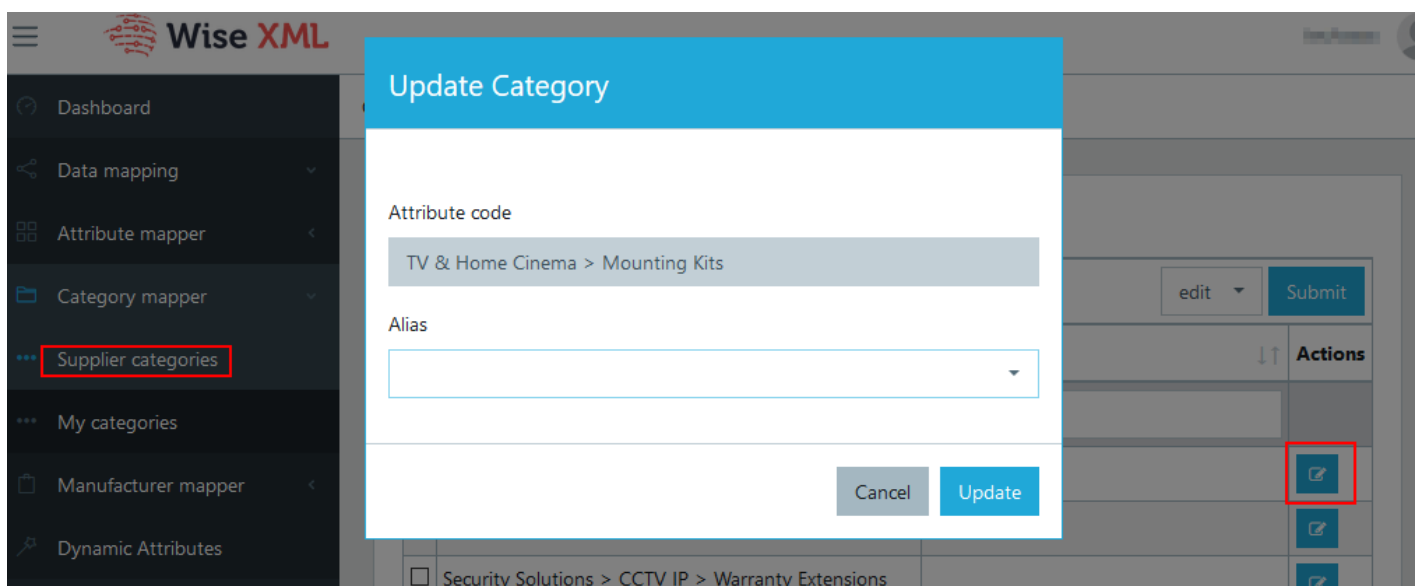 Wise XML
Update Category
Dashboard
Data mapping
Attribute code
Attribute mapper
TV & Home Cinema > Mounting Kits
Category mapper
edit
Submit
Alias
Supplier categories
Actions
My categories
Manufacturer mapper
Cancel
Update
Dynamic Attributes
Security Solutions > CCTV IP > Warranty Extensions